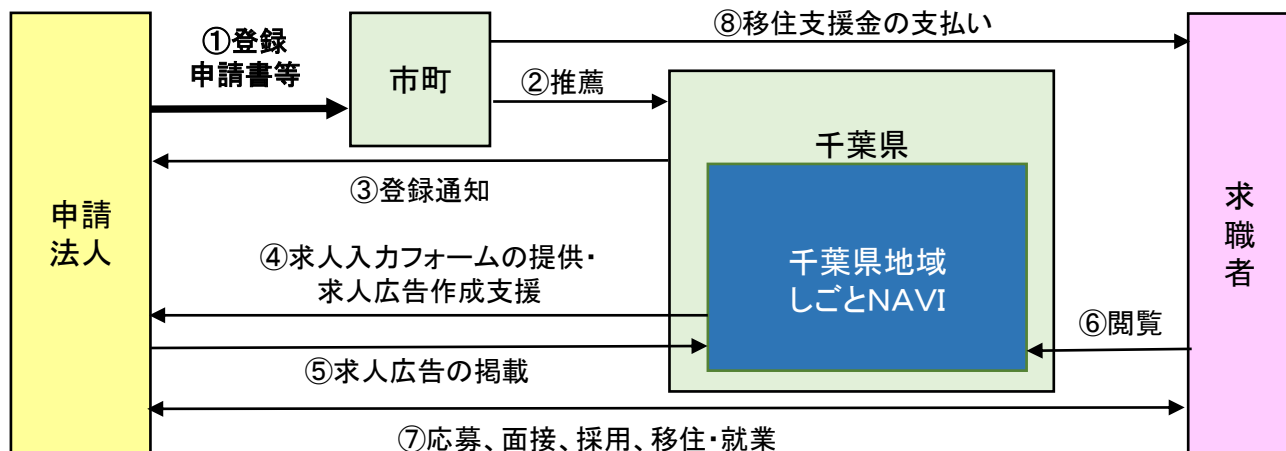 ①登録
申請書等
市町
⑧移住支援金の支払い
②推薦
千葉県
③登録通知
申請
法人
④求人入力フォームの提供・
求人広告作成支援
千葉県地域
しごとNAVI
求
職
者
⑥閲覧
⑤求人広告の掲載
⑦応募、面接、採用、移住・就業